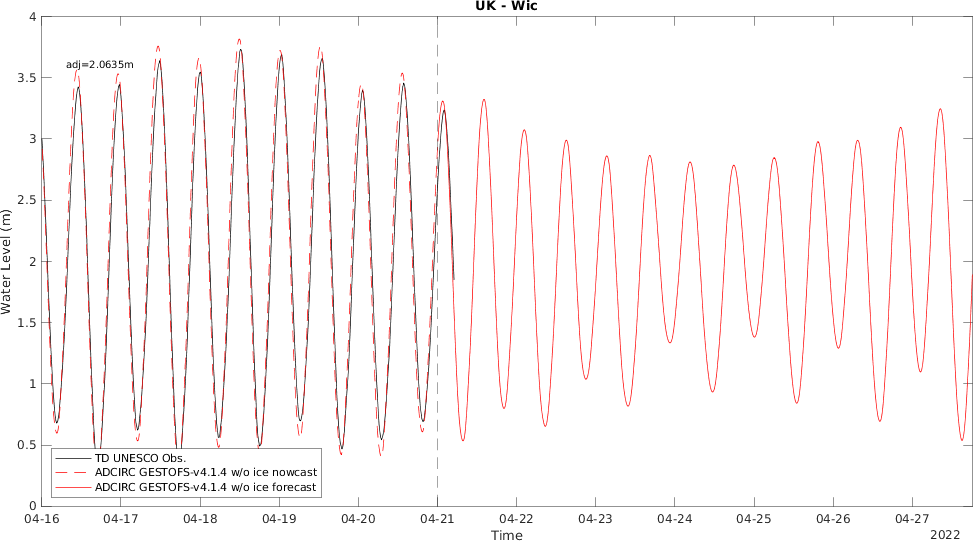 UK - Wic
4
3.5
3
2.5
2
1.5
1
0.5
0
Water Level (m)
adj=2.0635m
TD UNESCO Obs.
ADCIRC GESTOFS-v4.1.4 w/o ice nowcast
ADCIRC GESTOFS-v4.1.4 w/o ice forecast
04-16 04-17 04-18 04-19 04-20 04-21 04-22 04-23 04-24 04-25 04-26 04-27
Time
2022